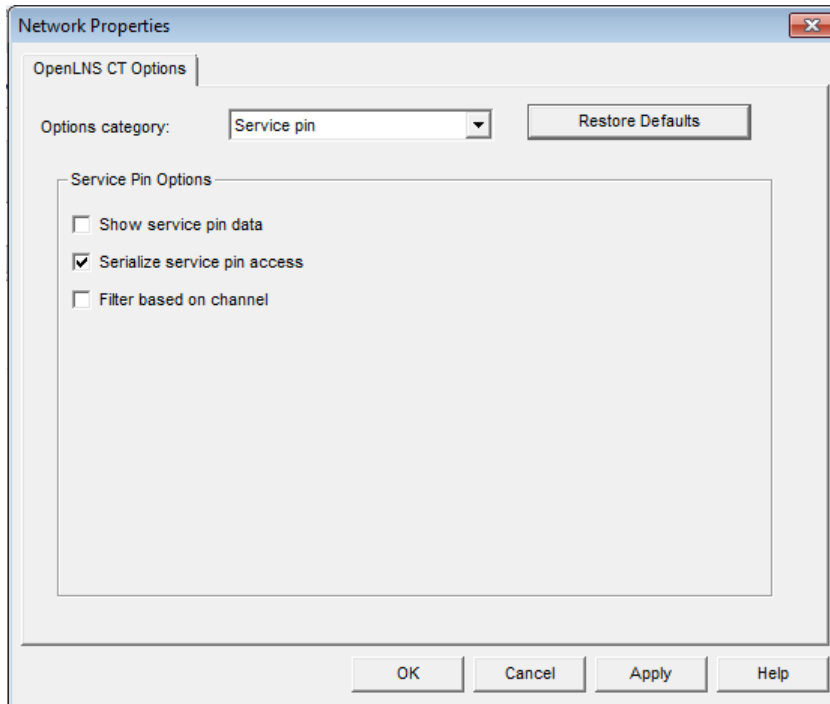 Network Properties
OpenLNS CT Options
Options category: Service pin Restore Defaults
Service Pin Options
Show service pin data
Serialize service pin access
Filter based on channel
OK Cancel Apply Help